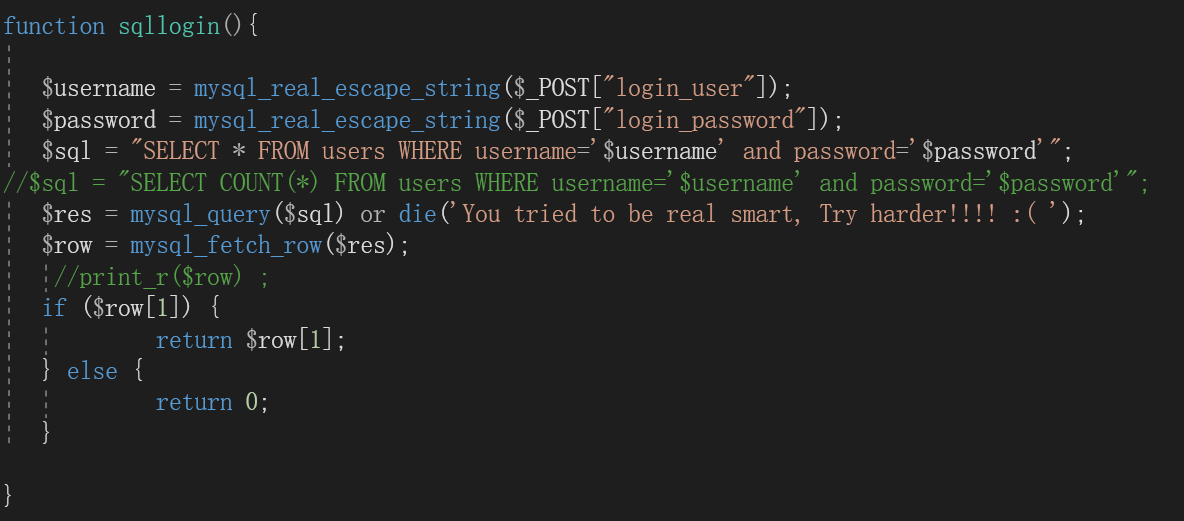 function sqllogin(){
$username = mysql_real_escape_string($_POST["login_user"]);
$password = mysql_real_escape_string($_POST["login_password"]);
$sql = "SELECT * FROM users WHERE username='$username' and password='$password'";
//$sql = "SELECT COUNT(*) FROM users WHERE username='$username' and password='$password'";
$res = mysql_query($sql) or die('You tried to be real smart, Try harder!!!! :( ');
$row = mysql_fetch_row($res);
//print_r($row) ;
if ($row[1]) {
return $row[1];
} else {
return 0;
}
}